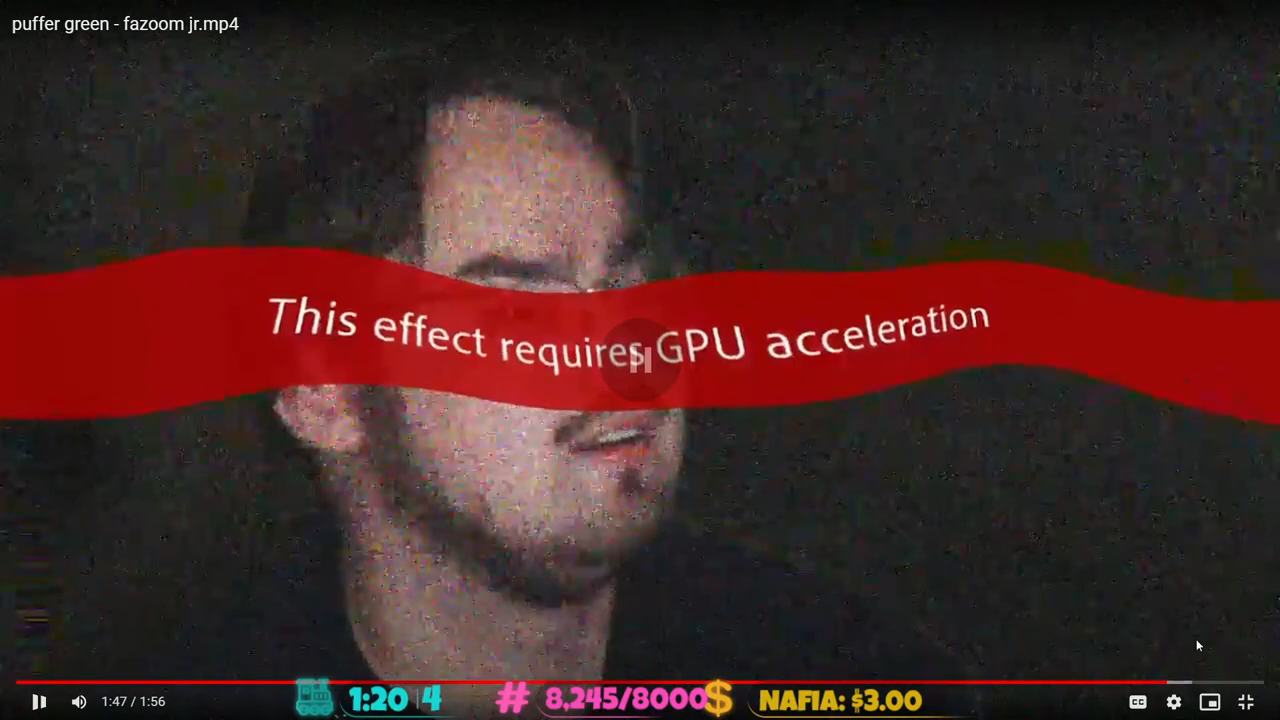 puffer green - fazoom jr.mp4
This effect requires GPU acceleration
1:47 / 1:56
1:20 4
# 8,245/8000
$ NAFIA: $3.00
CC